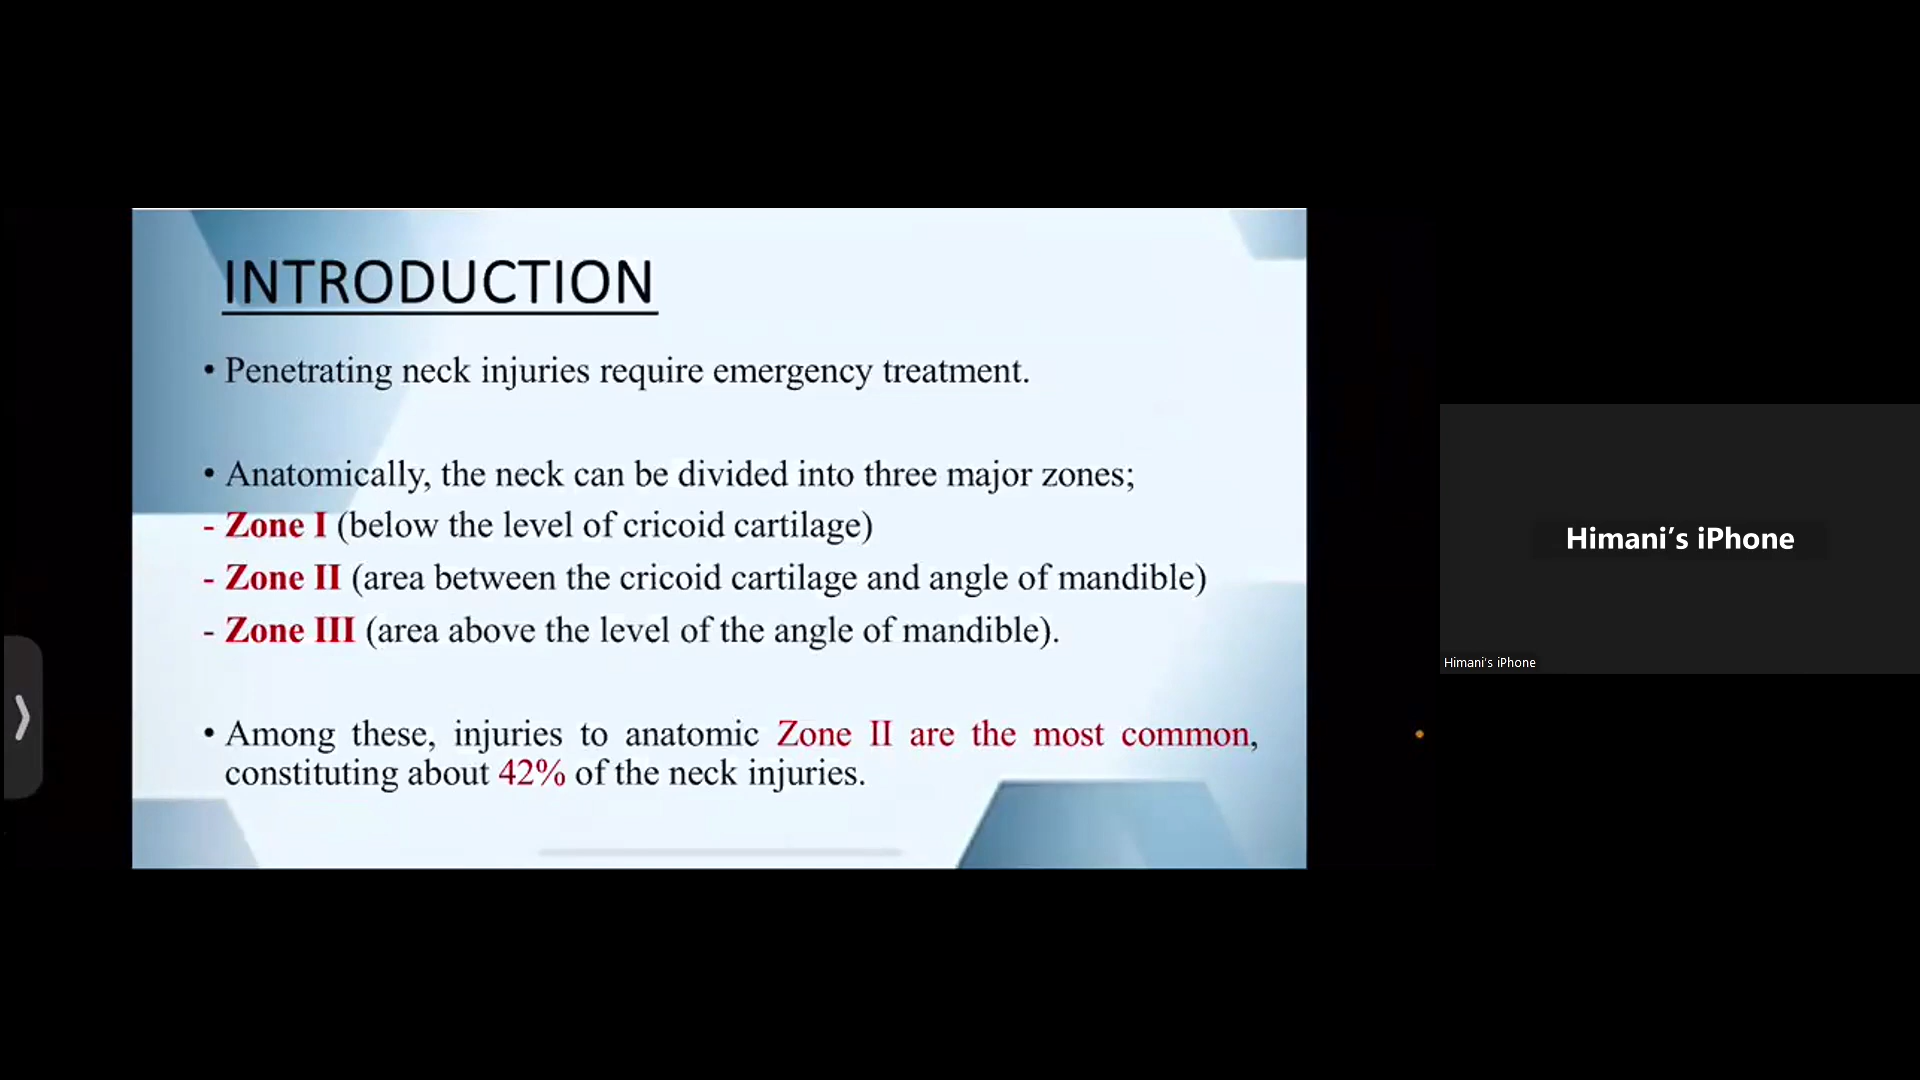 INTRODUCTION
• Penetrating neck injuries require emergency treatment.
• Anatomically, the neck can be divided into three major zones;
- Zone I (below the level of cricoid cartilage)
- Zone II (area between the cricoid cartilage and angle of mandible)
- Zone III (area above the level of the angle of mandible).
• Among these, injuries to anatomic Zone II are the most common,
constituting about 42% of the neck injuries.
Himani’s iPhone
Himani's iPhone